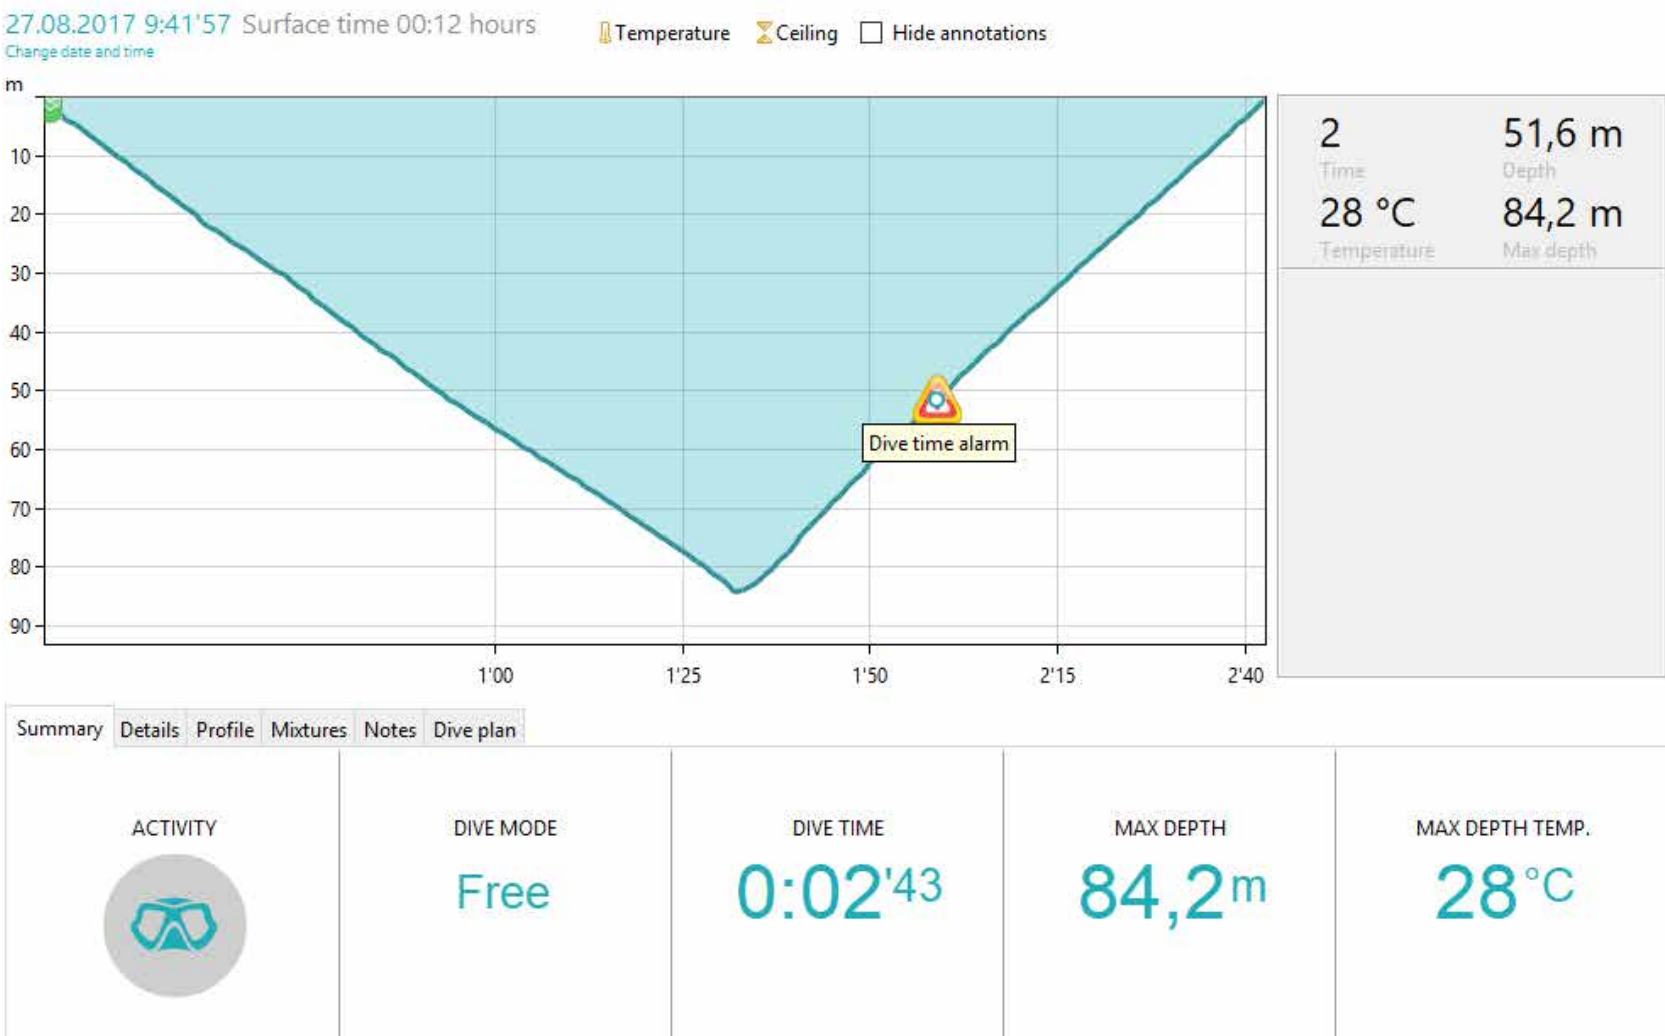 27.08.2017 9:41'57 Surface time 00:12 hours
Change date and time
Temperature Ceiling Hide annotations
m
10
20
30
40
50
60
70
80
90
1'00 1'25 1'50 2'15 2'40
Dive time alarm
2 51,6 m
Time Depth
28 °C 84,2 m
Temperature Max depth
Summary Details Profile Mixtures Notes Dive plan
ACTIVITY DIVE MODE DIVE TIME MAX DEPTH MAX DEPTH TEMP.
Free 0:02'43 84,2 m 28 °C